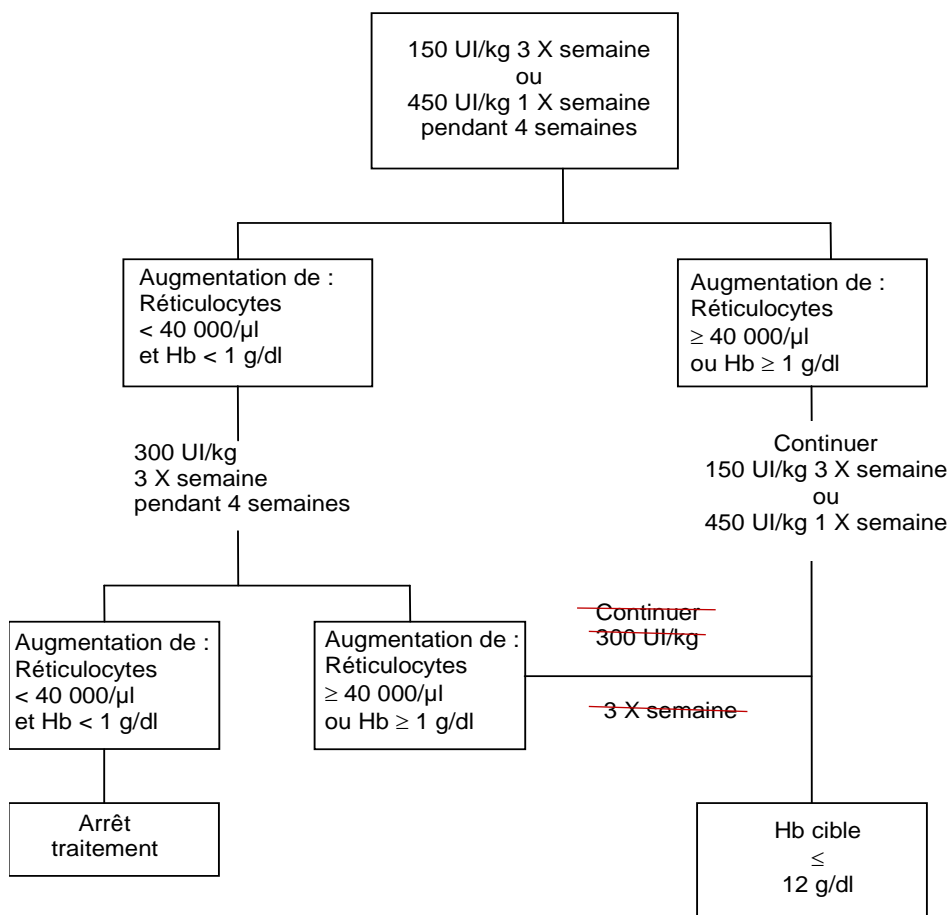 150 UI/kg 3 X semaine
ou
450 UI/kg 1 X semaine
pendant 4 semaines
Augmentation de :
Réticulocytes
< 40 000/µl
et Hb < 1 g/dl
Augmentation de :
Réticulocytes
≥ 40 000/µl
ou Hb ≥ 1 g/dl
300 UI/kg
3 X semaine
pendant 4 semaines
Continuer
150 UI/kg 3 X semaine
ou
450 UI/kg 1 X semaine
Augmentation de :
Réticulocytes
< 40 000/µl
et Hb < 1 g/dl
Augmentation de :
Réticulocytes
≥ 40 000/µl
ou Hb ≥ 1 g/dl
Continuer
300 UI/kg
3 X semaine
Arrêt
traitement
Hb cible
≤
12 g/dl